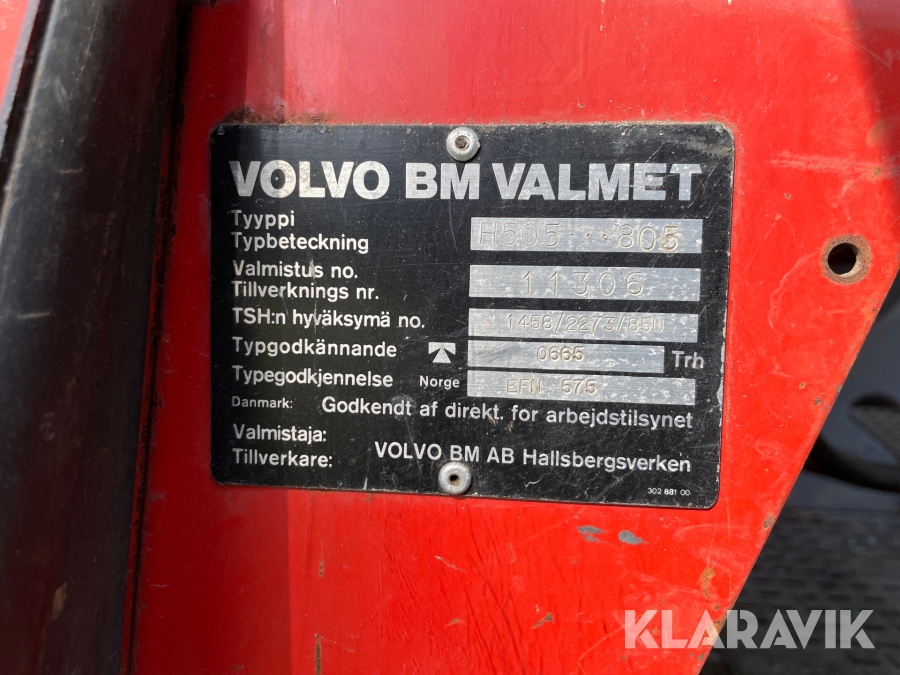 VOLVO BM VALMET
Tyyppi
Typbeteckning H505---805
Valmistus no.
Tillverknings nr. 11306
TSH:n hyväksymä no. 1458/2273/85U
Typgodkännande 0665 Trh
Typegodkjennelse Norge EFN 575
Danmark: Godkendt af direkt. for arbejdstilsynet
Valmistaja:
Tillverkare: VOLVO BM AB Hallsbergsverken
302 881 00
KLARAVIK